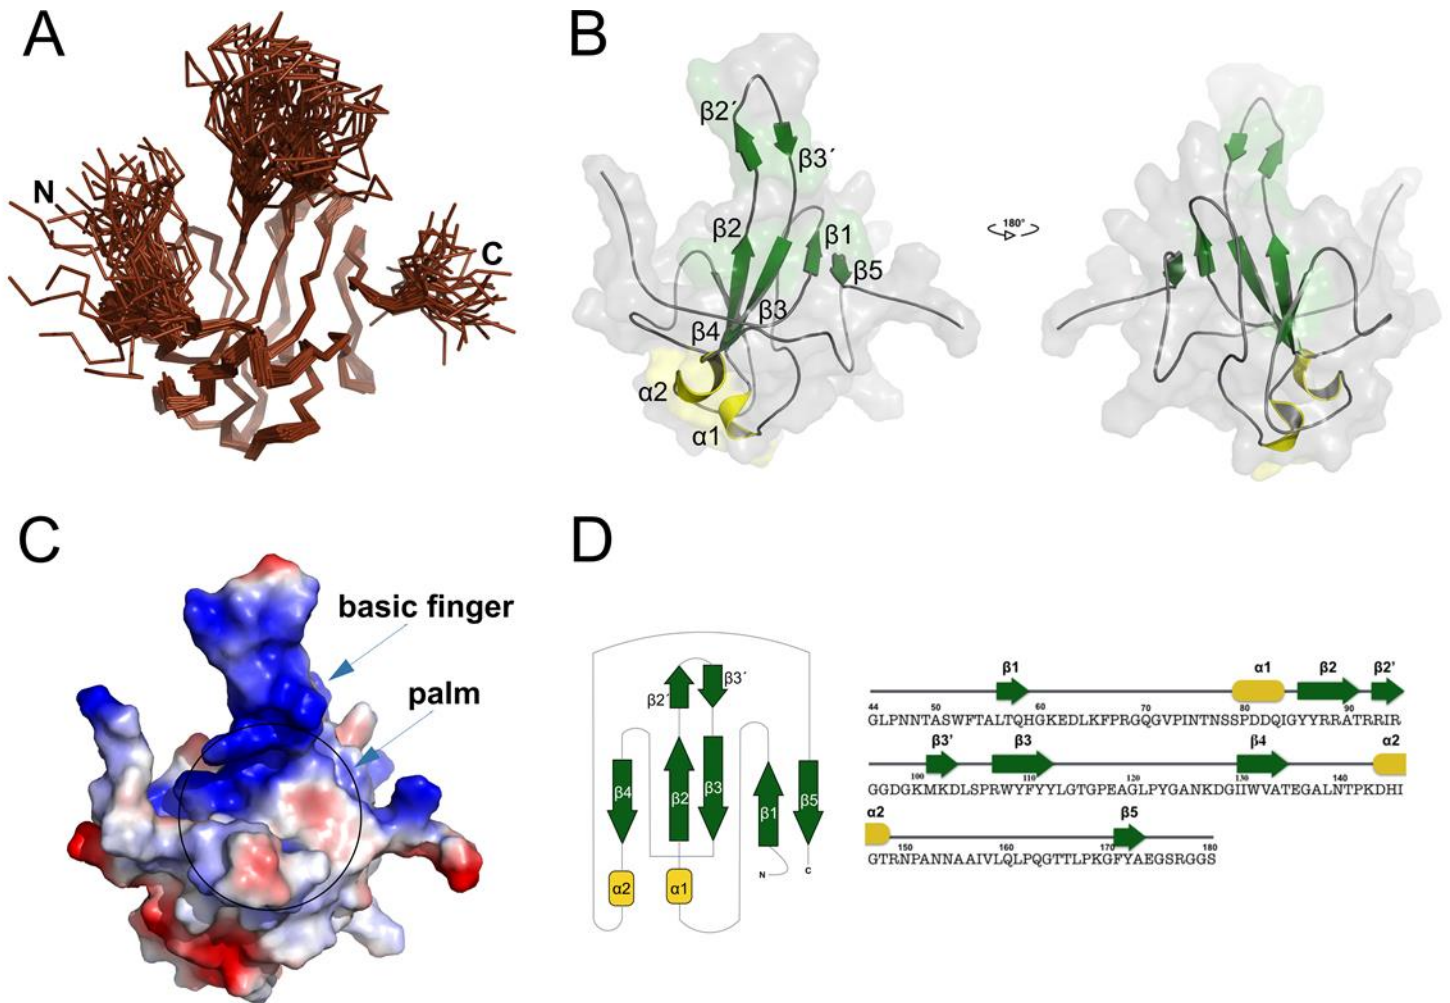 A
N
C
B
β2´
β3´
β2
β1
β5
β3
β4
α2
α1
180°
C
basic finger
palm
D
β2´
β3´
β4
β2
β3
β1
β5
N
C
α2
α1
β1 α1 β2 β2’
44 50 60 70 80 90
GLPNNTASWFTALTQHGKEDLKFPRGQGVPINTNSSPDDQIGYYRRATRRIR
β3’ β3 β4 α2
100 110 120 130 140
GGDGKMKDLSPRWYFYYLGTGPEAGLPYGANKDGIIWVATEGALNTPKDHI
α2 β5
150 160 170 180
GTRNPANNAAIVLQLPQGTTLPKGFYAEGSRGGS